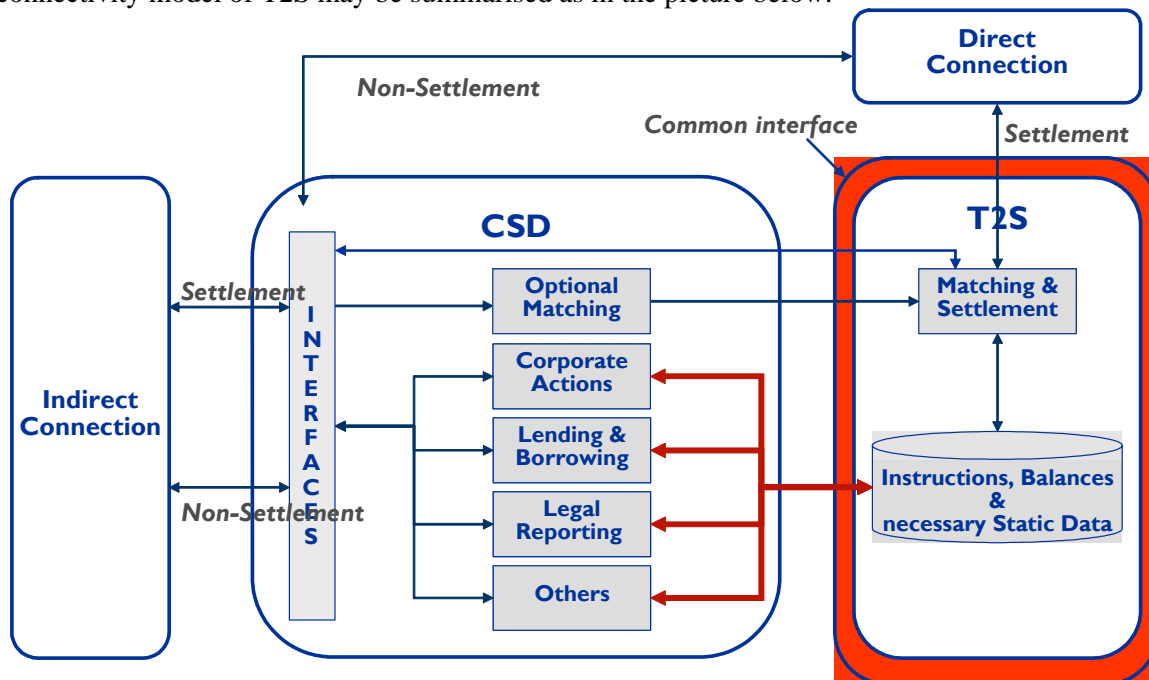 connectivity model of T2S may be summarised as in the picture below.
Direct
Connection
Non-Settlement
Common interface
Settlement
CSD
T2S
Settlement
INTERFACES
Optional
Matching
Matching &
Settlement
Corporate
Actions
Indirect
Connection
Lending &
Borrowing
Instructions, Balances
&
necessary Static Data
Non-Settlement
Legal
Reporting
Others